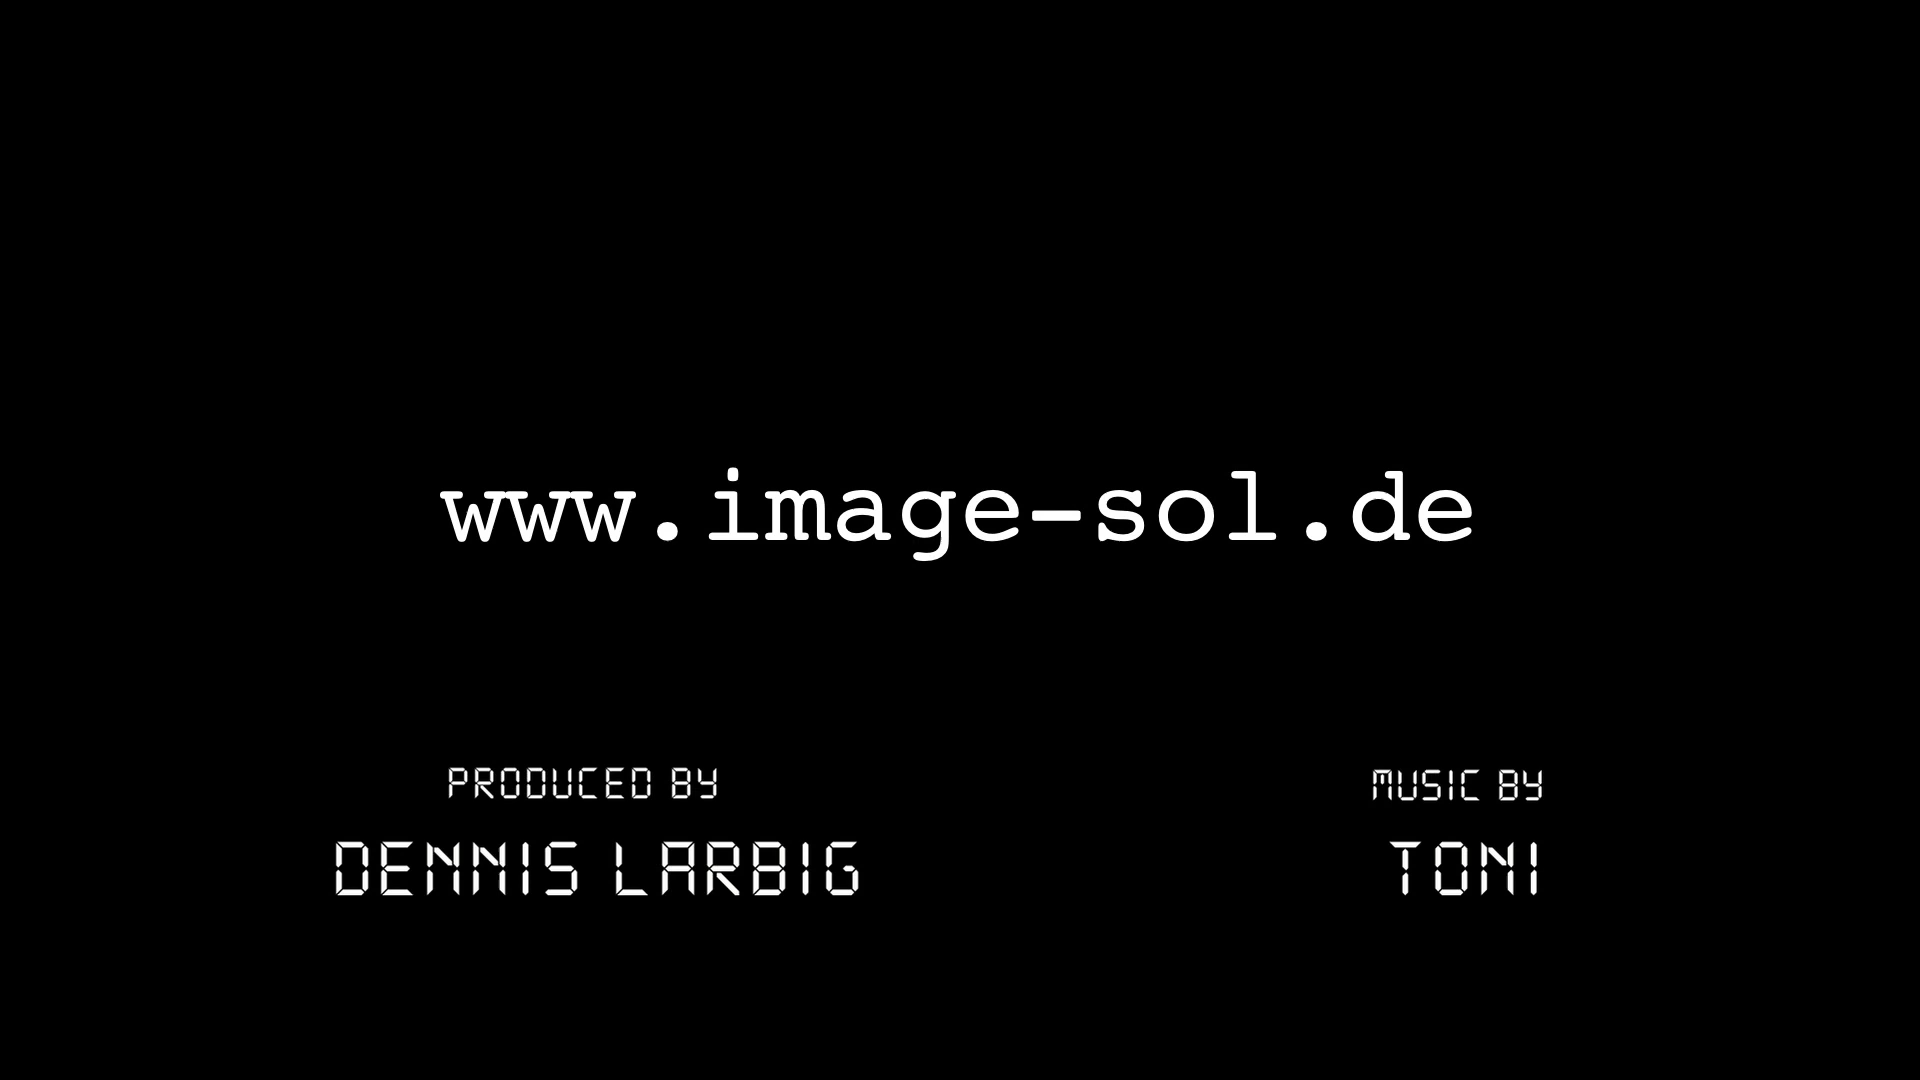 www.image-sol.de
PRODUCED BY
DENNIS LARBIG
MUSIC BY
TONI